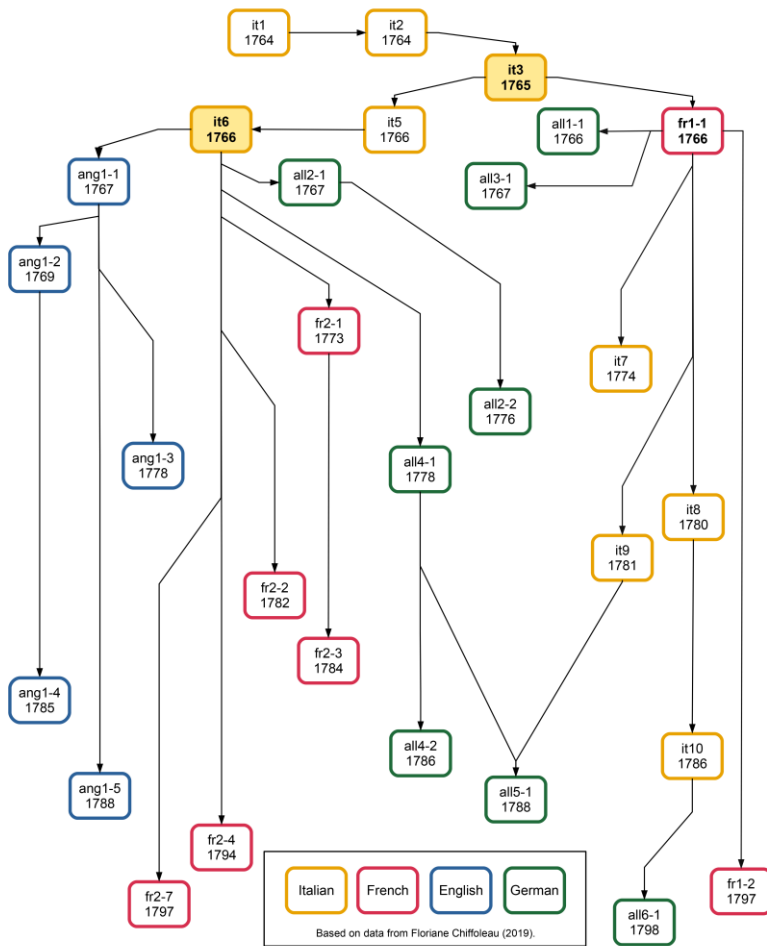 it1
1764
it2
1764
it3
1765
it6
1766
it5
1766
all1-1
1766
fr1-1
1766
ang1-1
1767
all2-1
1767
all3-1
1767
ang1-2
1769
fr2-1
1773
it7
1774
all2-2
1776
ang1-3
1778
all4-1
1778
it8
1780
it9
1781
fr2-2
1782
fr2-3
1784
ang1-4
1785
all4-2
1786
it10
1786
ang1-5
1788
all5-1
1788
fr2-4
1794
fr2-7
1797
fr1-2
1797
all6-1
1798
Italian
French
English
German
Based on data from Floriane Chiffoleau (2019).